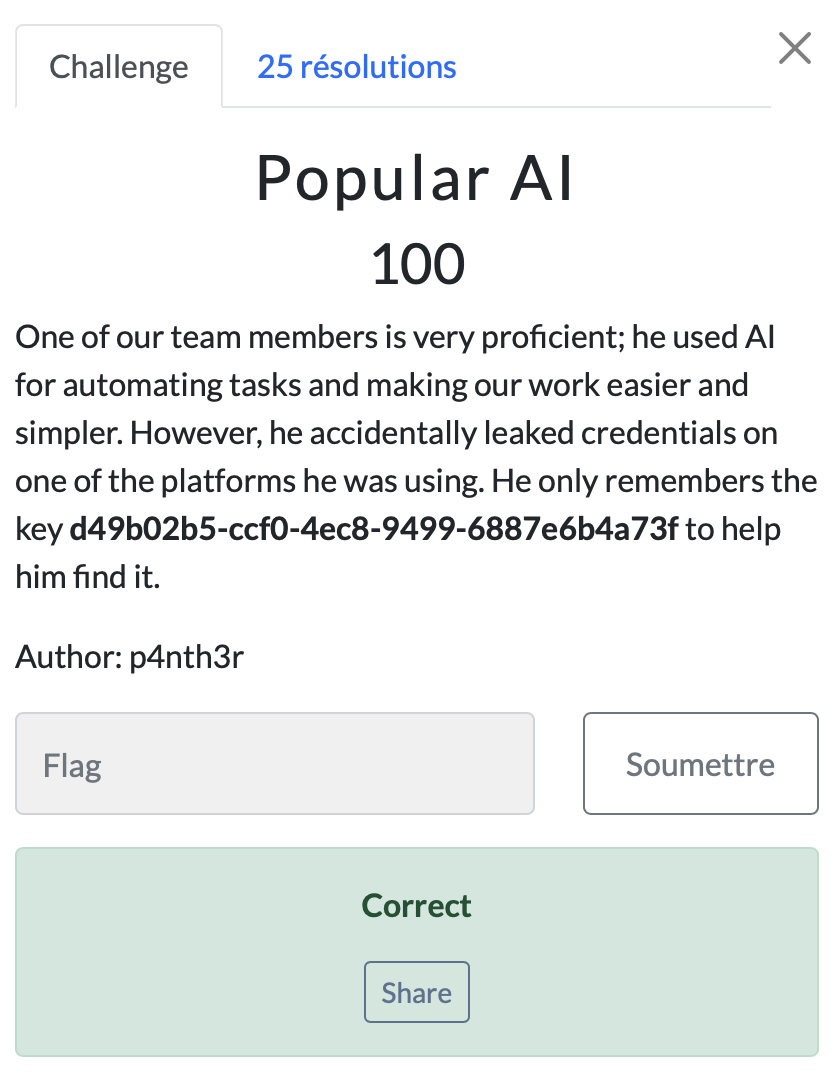 Challenge
25 résolutions
Popular AI
100
One of our team members is very proficient; he used AI
for automating tasks and making our work easier and
simpler. However, he accidentally leaked credentials on
one of the platforms he was using. He only remembers the
key d49b02b5-ccf0-4ec8-9499-6887e6b4a73f to help
him find it.
Author: p4nth3r
Flag
Soumettre
Correct
Share